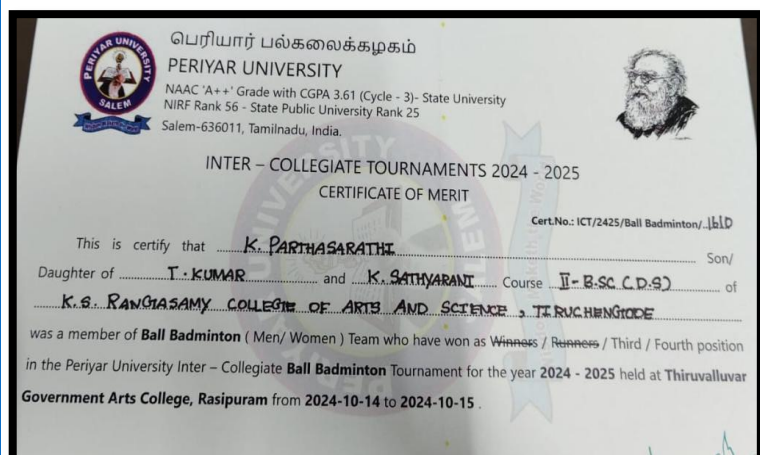 பெரியார் பல்கலைக்கழகம்
PERIYAR UNIVERSITY
NAAC 'A++' Grade with CGPA 3.61 (Cycle - 3)- State University
NIRF Rank 56 - State Public University Rank 25
Salem-636011, Tamilnadu, India.
PERIYAR UNIVERSITY
SALEM
INTER – COLLEGIATE TOURNAMENTS 2024 - 2025
CERTIFICATE OF MERIT
Cert.No.: ICT/2425/Ball Badminton/..1610
This is certify that K. PARTHASARATHI Son/
Daughter of T. KUMAR and K. SATHYARANI Course II- B.SC (D.S) of
K.S. RANGASAMY COLLEGE OF ARTS AND SCIENCE, TIRUCHENGODE
was a member of Ball Badminton ( Men/ Women ) Team who have won as Winners / Runners / Third / Fourth position
in the Periyar University Inter – Collegiate Ball Badminton Tournament for the year 2024 - 2025 held at Thiruvalluvar
Government Arts College, Rasipuram from 2024-10-14 to 2024-10-15 .